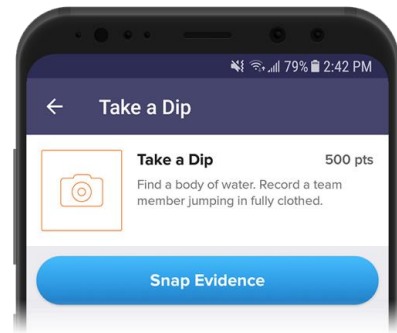 79% 2:42 PM
Take a Dip
Take a Dip 500 pts
Find a body of water. Record a team
member jumping in fully clothed.
Snap Evidence